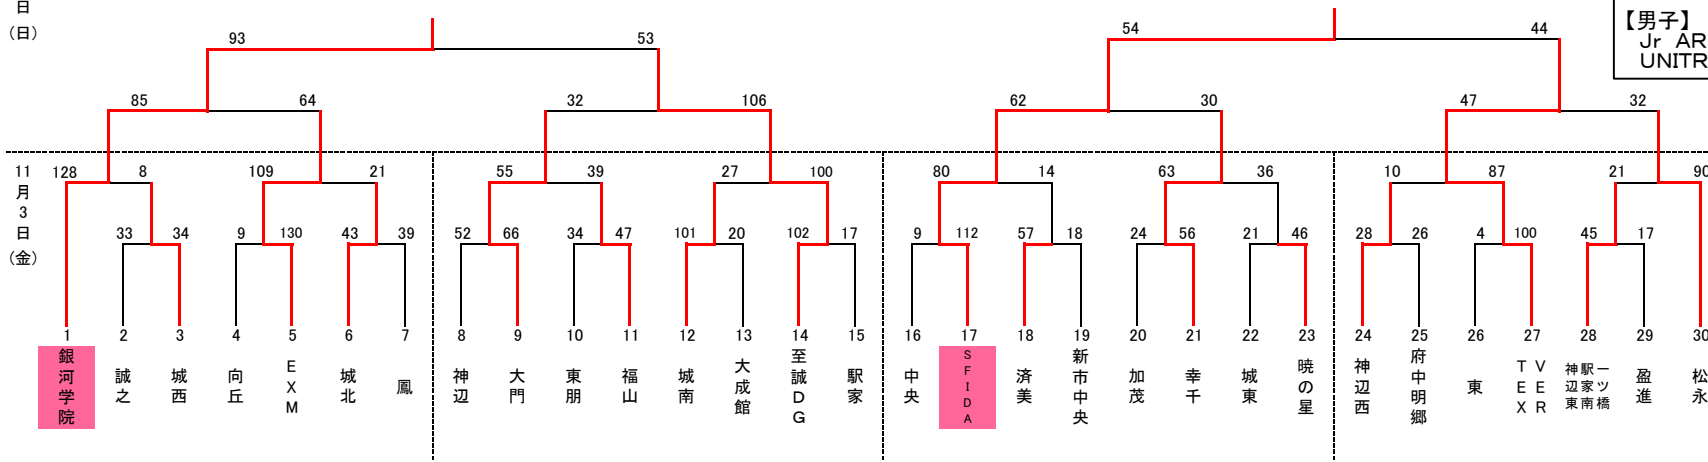 日
(日)
【男子】
Jr AR
UNITR
93 53 54 44
85 64 32 106 62 30 47 32
11
月
3
日
(金)
128 8 109 21 55 39 27 100 80 14 63 36 10 87 21 90
33 34 9 130 43 39 52 66 34 47 101 20 102 17 9 112 57 18 24 56 21 46 28 26 4 100 45 17
1 2 3 4 5 6 7 8 9 10 11 12 13 14 15 16 17 18 19 20 21 22 23 24 25 26 27 28 29 30
銀河学院
誠之
城西
向丘
EXM
城北
鳳
神辺
大門
東朋
福山
城南
大成館
至誠DG
駅家
中央
SFIDA
済美
新市中央
加茂
幸千
城東
暁の星
神辺西
府中明郷
東
VER
TEX
一ツ橋
駅家南
神辺東
盈進
松永